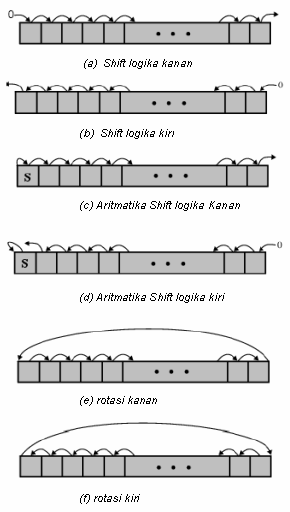 0
(a) Shift logika kanan
0
(b) Shift logika kiri
S
(c) Aritmatika Shift logika Kanan
0
S
(d) Aritmatika Shift logika kiri
(e) rotasi kanan
(f) rotasi kiri